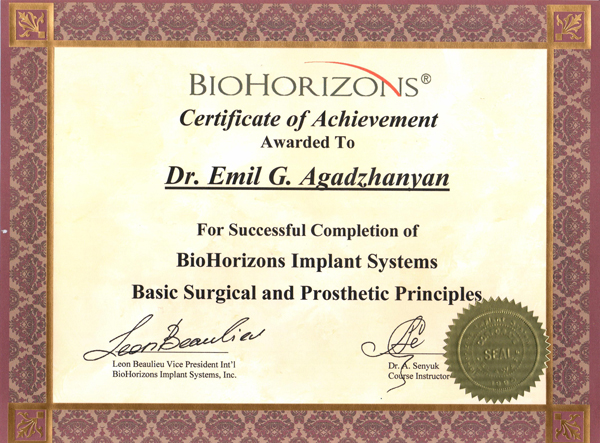 BIOHORIZONS®
Certificate of Achievement
Awarded To
Dr. Emil G. Agadzhanyan
For Successful Completion of
BioHorizons Implant Systems
Basic Surgical and Prosthetic Principles
Leon Beaulieu
Leon Beaulieu Vice President Int'l
BioHorizons Implant Systems, Inc.
Dr. A. Senyuk
Course Instructor
SEAL